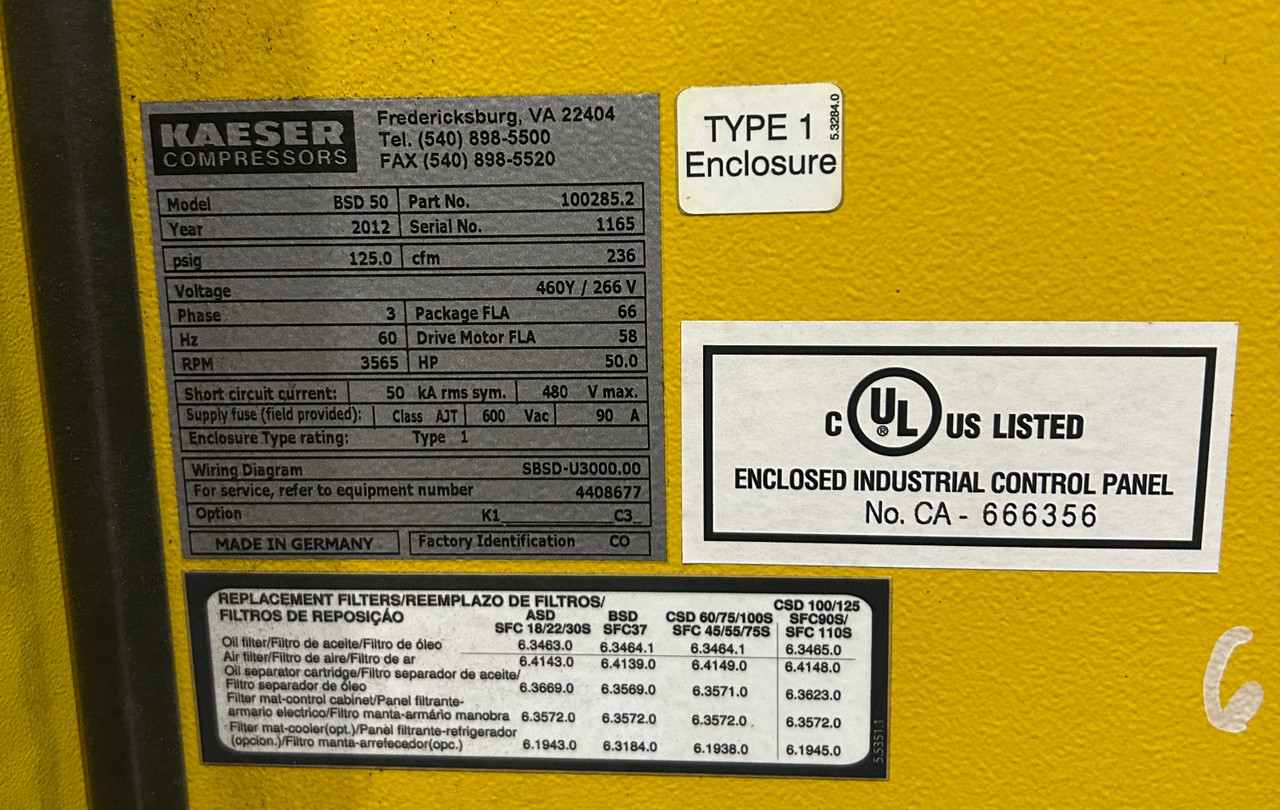 KAESER
COMPRESSORS
Fredericksburg, VA 22404
Tel. (540) 898-5500
FAX (540) 898-5520
Model BSD 50 Part No. 100285.2
Year 2012 Serial No. 1165
psig 125.0 cfm 236
Voltage 460Y / 266 V
Phase 3 Package FLA 66
Hz 60 Drive Motor FLA 58
RPM 3565 HP 50.0
Short circuit current: 50 kA rms sym. 480 V max.
Supply fuse (field provided): Class AJT 600 Vac 90 A
Enclosure Type rating: Type 1
Wiring Diagram SBSD-U3000.00
For service, refer to equipment number 4408677
Option K1 C3
MADE IN GERMANY Factory Identification CO
TYPE 1
Enclosure
5.3284.0
C UL ® US LISTED
ENCLOSED INDUSTRIAL CONTROL PANEL
No. CA - 666356
REPLACEMENT FILTERS/REEMPLAZO DE FILTROS/
FILTROS DE REPOSIÇÁO
ASD
SFC 18/22/30S
BSD
SFC37
CSD 60/75/100S
SFC 45/55/75S
CSD 100/125
SFC90S/
SFC 110S
Oil filter/Filtro de aceite/Filtro de óleo 6.3463.0 6.3464.1 6.3464.1 6.3465.0
Air filter/Filtro de aire/Filtro de ar 6.4143.0 6.4139.0 6.4149.0 6.4148.0
Oil separator cartridge/Filtro separador de aceite/
Filtro separador de óleo 6.3669.0 6.3569.0 6.3571.0 6.3623.0
Filter mat-control cabinet/Panel filtrante-
armario electrico/Filtro manta-armário manobra 6.3572.0 6.3572.0 6.3572.0 6.3572.0
Filter mat-cooler(opt.)/Panel filtrante-refrigerador
(opcion.)/Filtro manta-arrefecedor(opc.) 6.1943.0 6.3184.0 6.1938.0 6.1945.0
5.5351.1
6